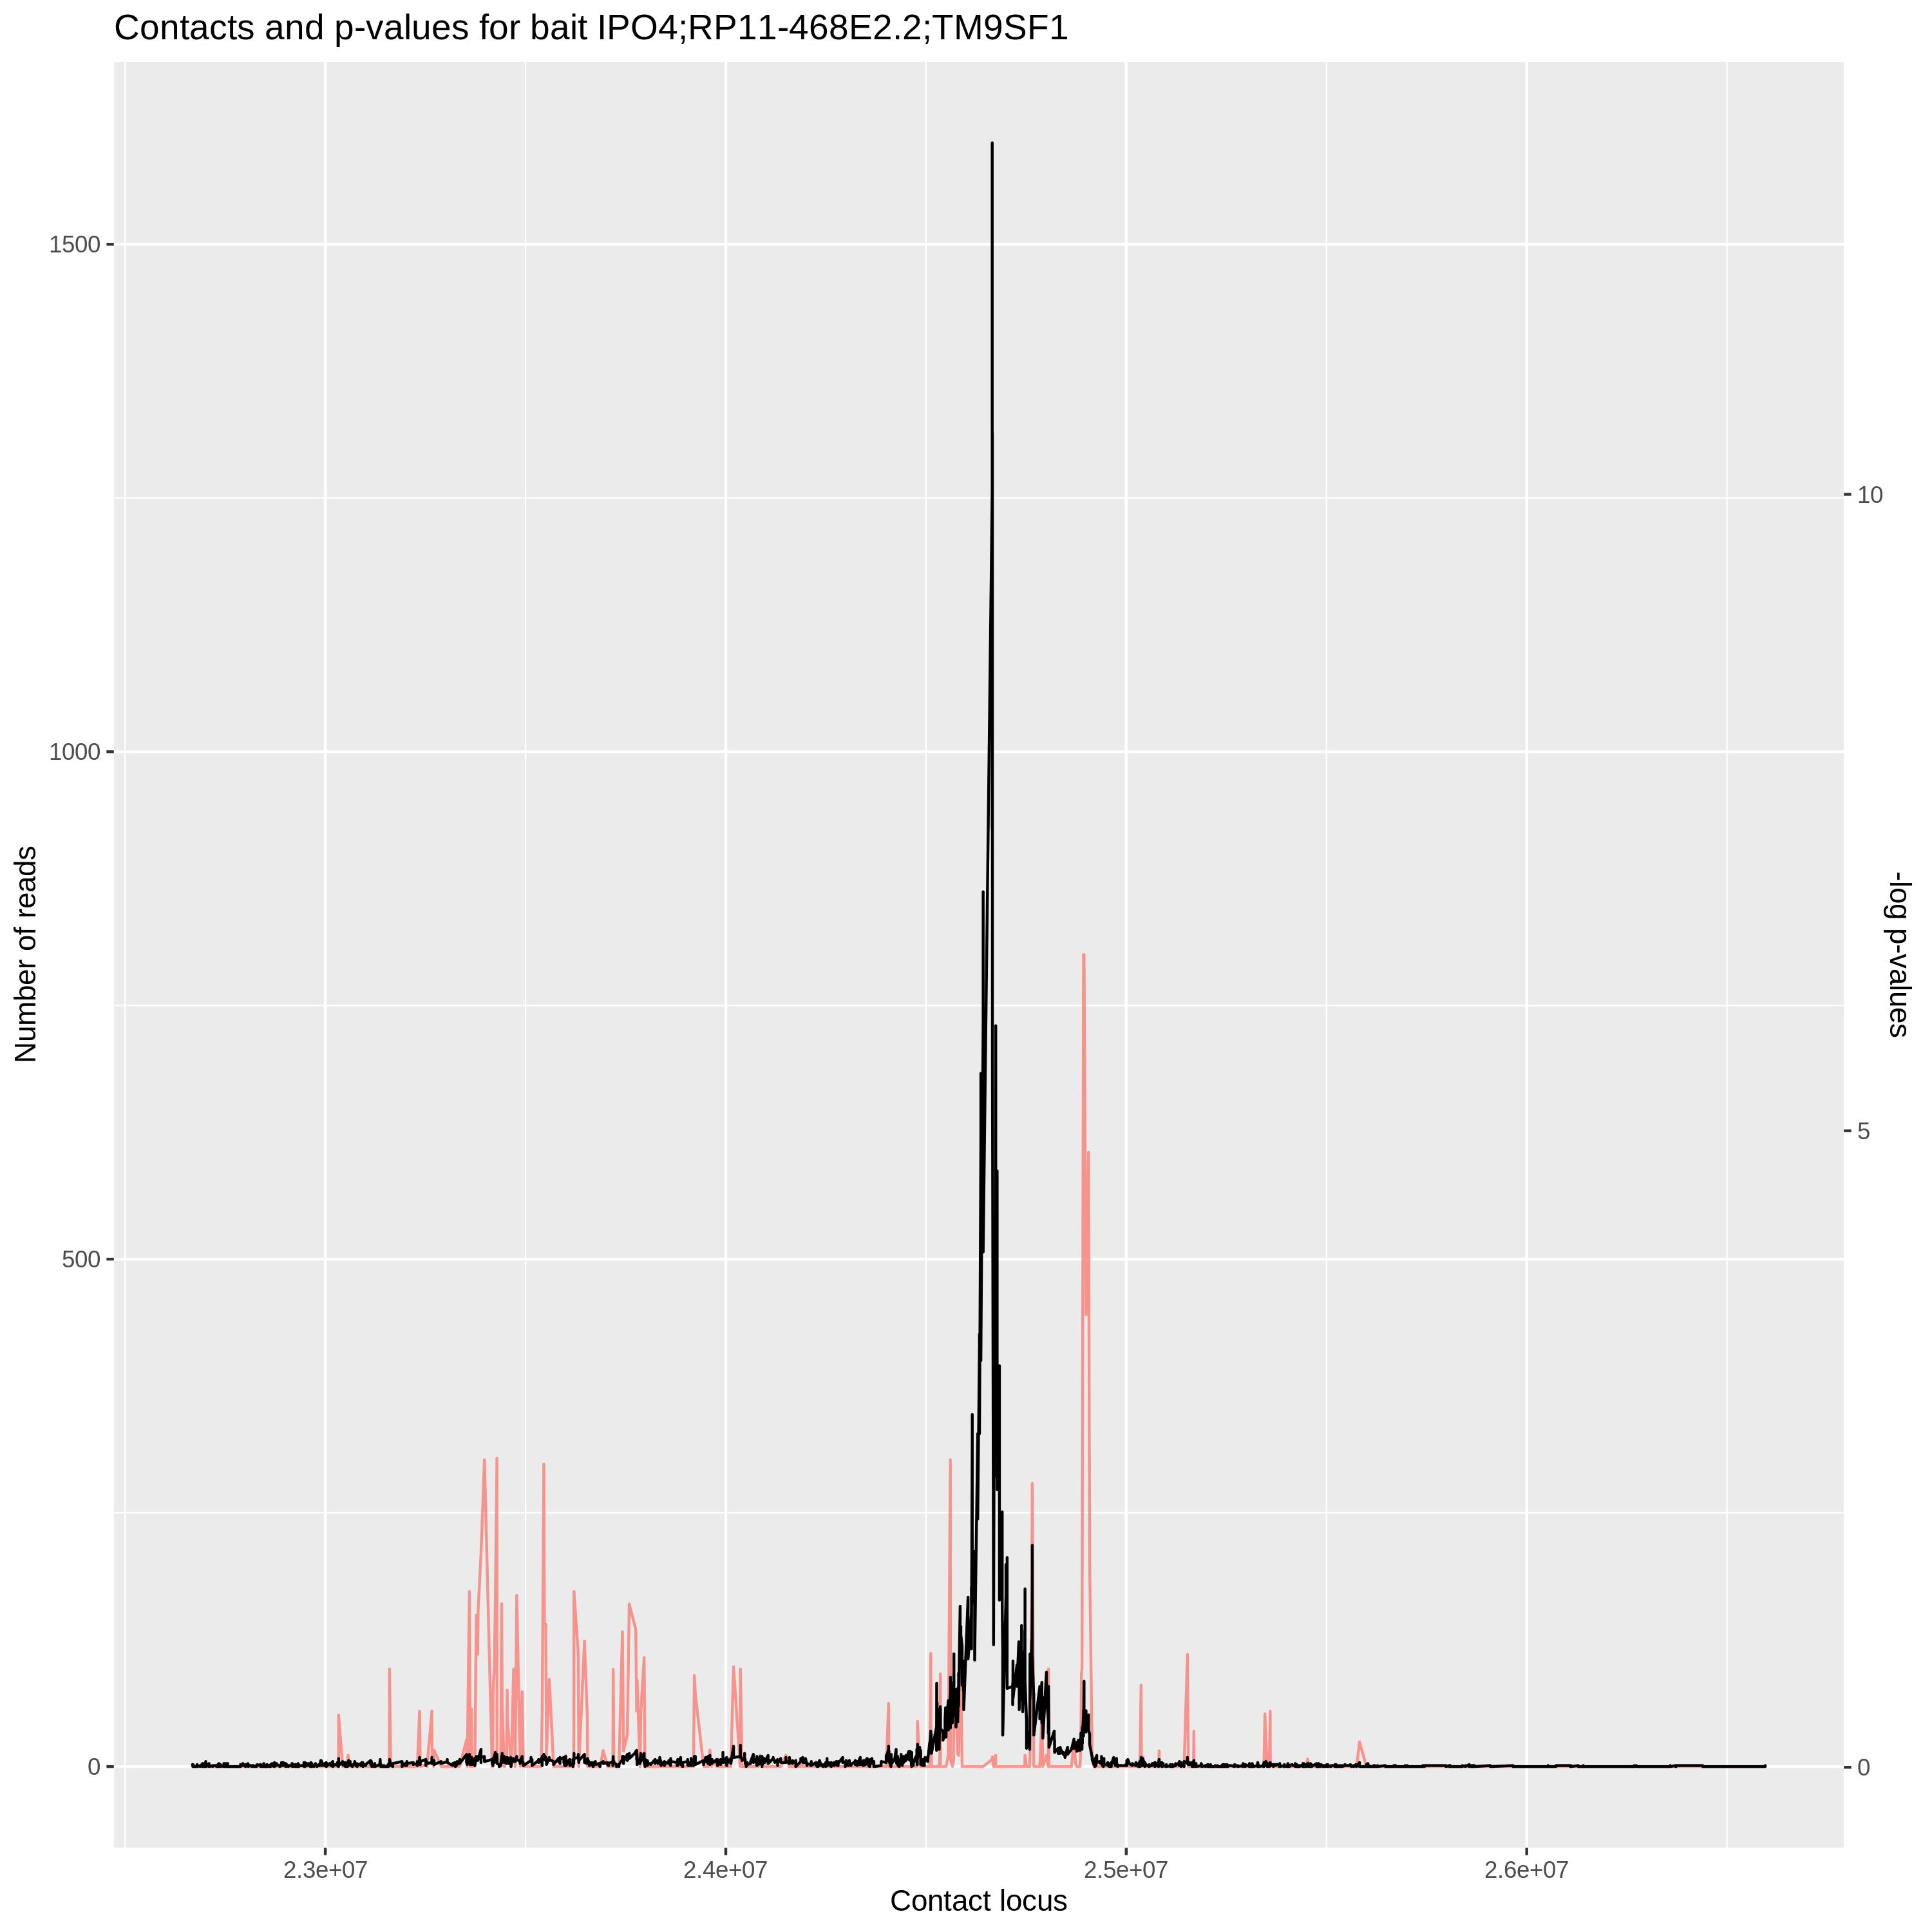 Contacts and p-values for bait IPO4;RP11-468E2.2;TM9SF1
1500
1000
500
0
Number of reads
10
5
0
-log p-values
2.3e+07
2.4e+07
2.5e+07
2.6e+07
Contact locus